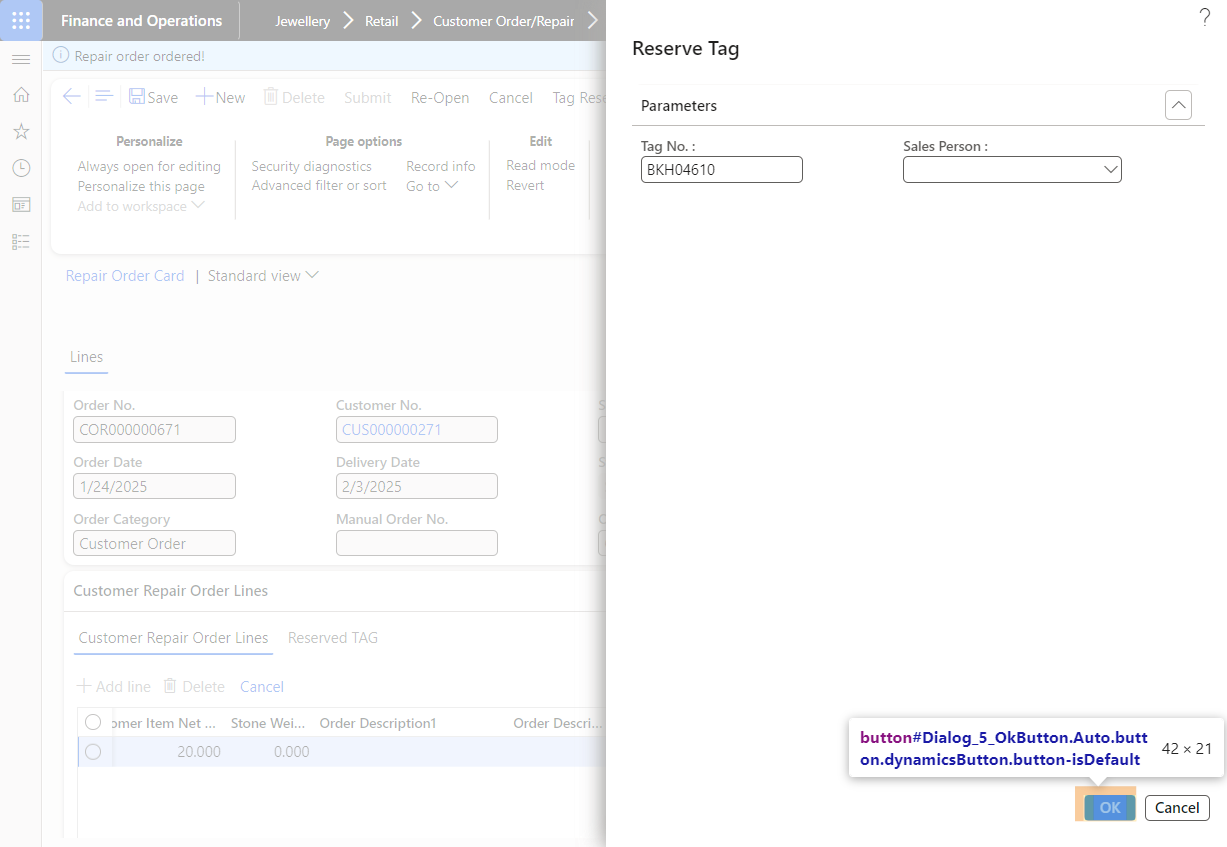 Finance and Operations
Jewellery
Retail
Customer Order/Repair
?
Repair order ordered!
Reserve Tag
Save
New
Delete
Submit
Re-Open
Cancel
Tag Rese
Parameters
Personalize
Always open for editing
Personalize this page
Add to workspace
Page options
Security diagnostics
Record info
Advanced filter or sort
Go to
Edit
Read mode
Revert
Tag No. :
Sales Person :
BKH04610
Repair Order Card | Standard view
Lines
Order No.
Customer No.
COR000000671
CUS000000271
Order Date
Delivery Date
1/24/2025
2/3/2025
Order Category
Manual Order No.
Customer Order
Customer Repair Order Lines
Customer Repair Order Lines
Reserved TAG
Add line
Delete
Cancel
omer Item Net ...
Stone Wei...
Order Description1
Order Descri...
20.000
0.000
button#Dialog_5_OkButton.Auto.butt
on.dynamicsButton.button-isDefault
42 × 21
OK
Cancel